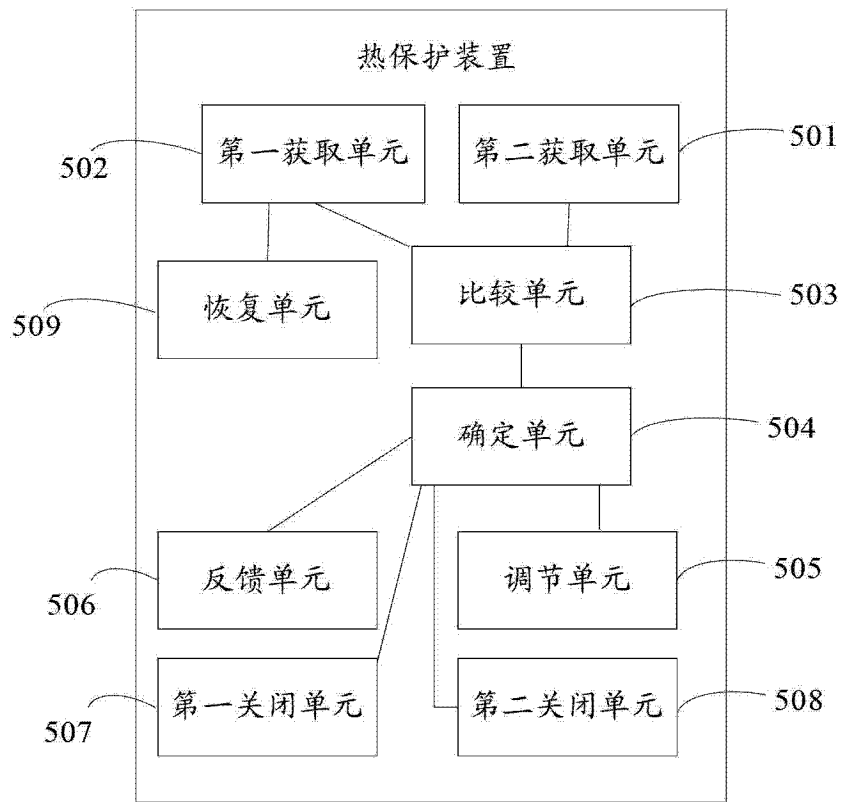 热保护装置
502
第一获取单元
第二获取单元
501
509
恢复单元
比较单元
503
确定单元
504
506
反馈单元
调节单元
505
507
第一关闭单元
第二关闭单元
508